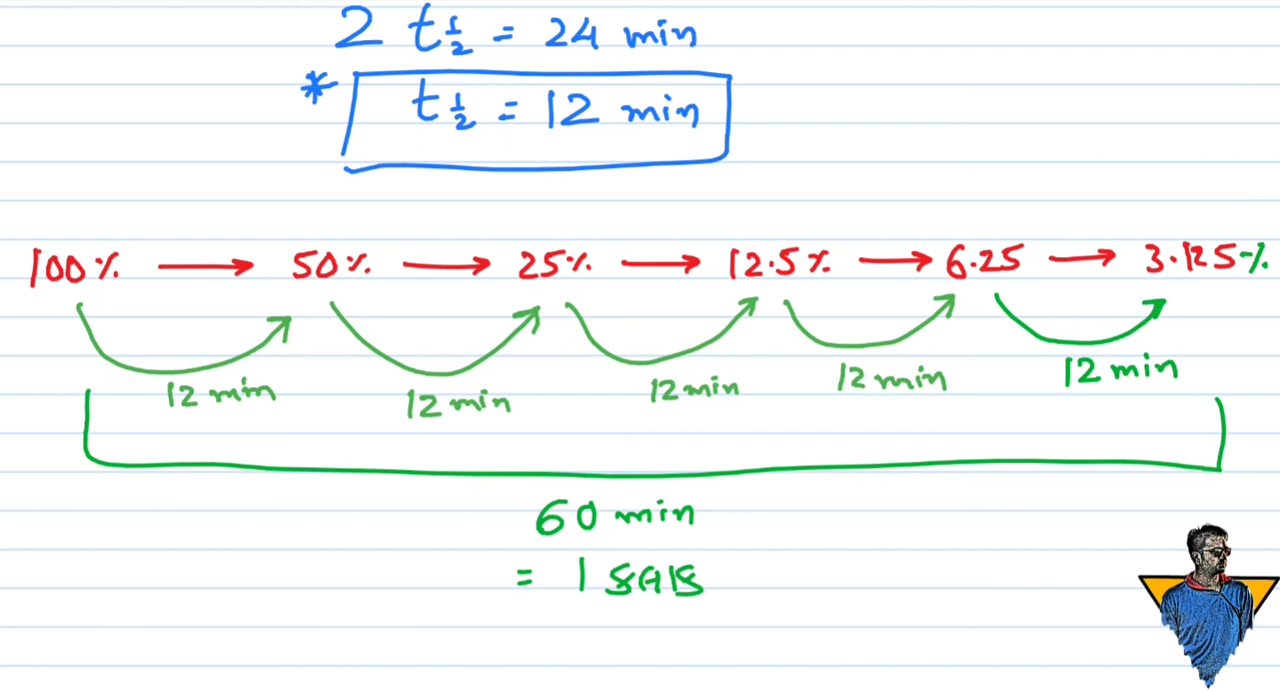 2 t½ = 24 min
* t½ = 12 min
100% → 50% → 25% → 12.5% → 6.25 → 3.125%
12 min 12 min 12 min 12 min 12 min
60 min
= 1 કલાક